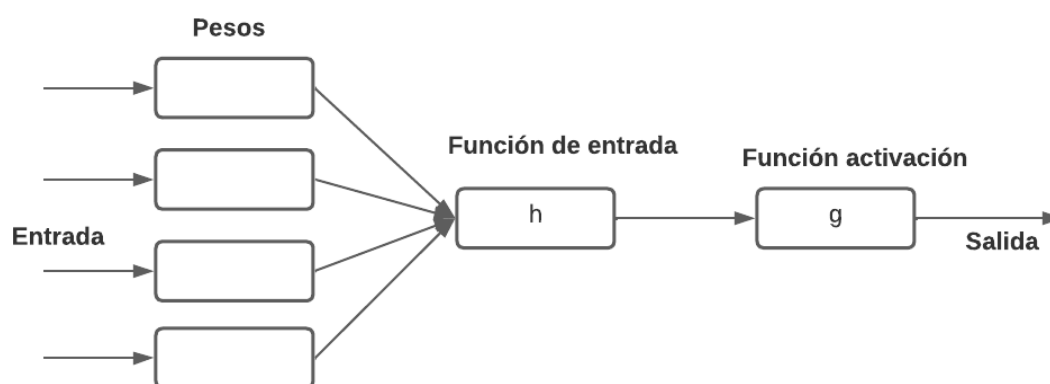 Pesos
Función de entrada
Función activación
h
g
Entrada
Salida